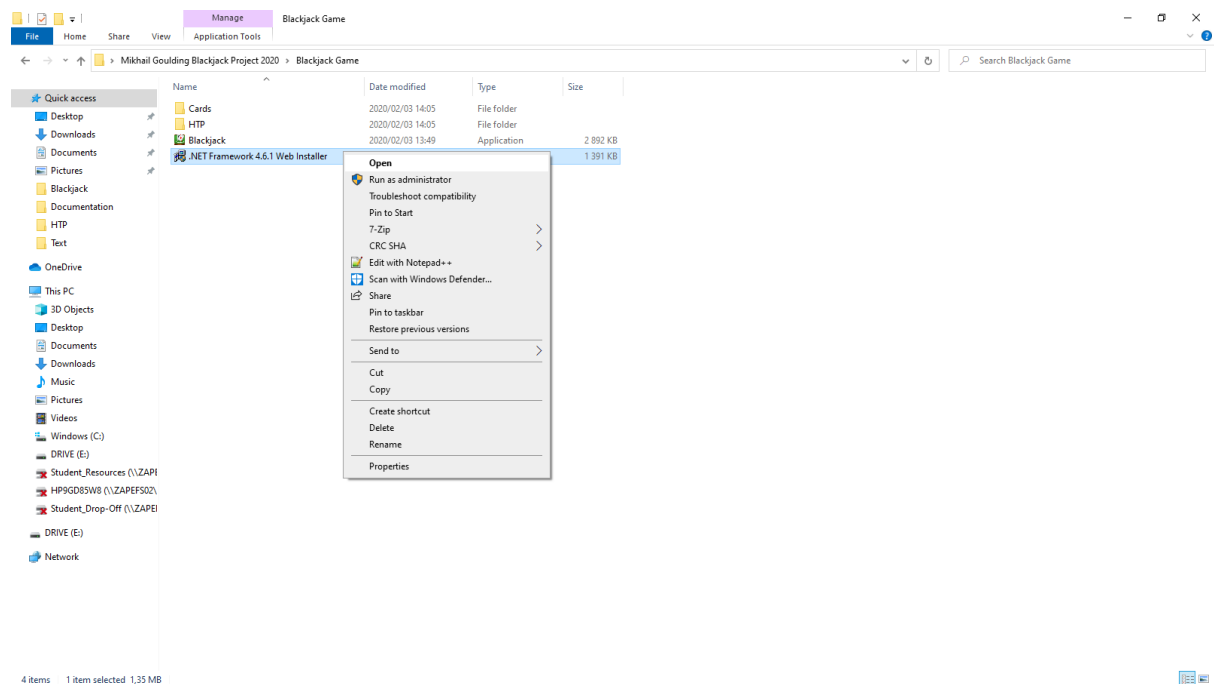 Manage
Blackjack Game
File
Home
Share
View
Application Tools
Mikhail Goulding Blackjack Project 2020 > Blackjack Game
Search Blackjack Game
Name
Date modified
Type
Size
Quick access
Desktop
Downloads
Documents
Pictures
Blackjack
Documentation
HTP
Text
OneDrive
This PC
3D Objects
Desktop
Documents
Downloads
Music
Pictures
Videos
Windows (C:)
DRIVE (E:)
Student_Resources (\\ZAPE
HP9GD85W8 (\\ZAPEFS02\
Student_Drop-Off (\\ZAPE
DRIVE (E:)
Network
Cards 2020/02/03 14:05 File folder
HTP 2020/02/03 14:05 File folder
Blackjack 2020/02/03 13:49 Application 2 892 KB
.NET Framework 4.6.1 Web Installer 1 391 KB
Open
Run as administrator
Troubleshoot compatibility
Pin to Start
7-Zip
CRC SHA
Edit with Notepad++
Scan with Windows Defender...
Share
Pin to taskbar
Restore previous versions
Send to
Cut
Copy
Create shortcut
Delete
Rename
Properties
4 items 1 item selected 1,35 MB